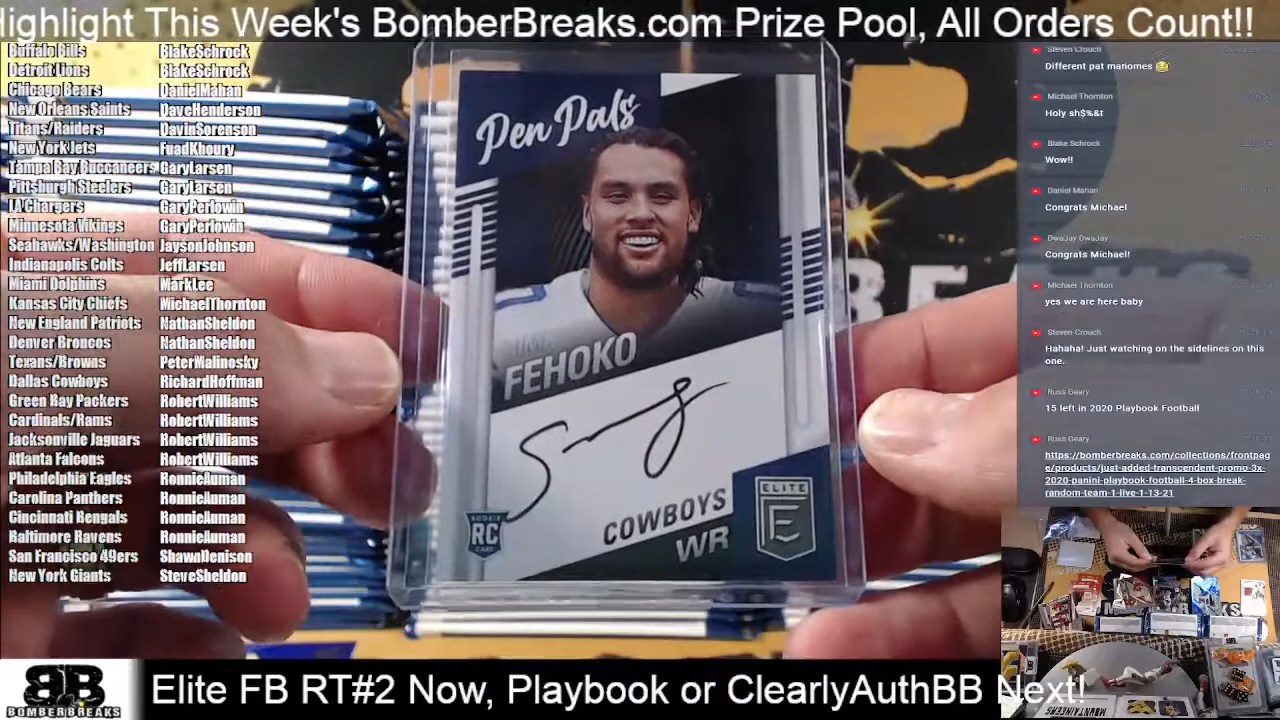 Highlight This Week's BomberBreaks.com Prize Pool, All Orders Count!!
Buffalo Bills BlakeSchrock
Detroit Lions BlakeSchrock
Chicago Bears DanielMahan
New Orleans Saints DaveHenderson
Titans/Raiders DavinSorenson
New York Jets FuadKhoury
Tampa Bay Buccaneers GaryLarsen
Pittsburgh Steelers GaryLarsen
LA Chargers GaryPerlowin
Minnesota Vikings GaryPerlowin
Seahawks/Washington JaysonJohnson
Indianapolis Colts JeffLarsen
Miami Dolphins MarkLee
Kansas City Chiefs MichaelThornton
New England Patriots NathanSheldon
Denver Broncos NathanSheldon
Texans/Browns PeterMalinosky
Dallas Cowboys RichardHoffman
Green Bay Packers RobertWilliams
Cardinals/Rams RobertWilliams
Jacksonville Jaguars RobertWilliams
Atlanta Falcons RobertWilliams
Philadelphia Eagles RonnieAuman
Carolina Panthers RonnieAuman
Cincinnati Bengals RonnieAuman
Baltimore Ravens RonnieAuman
San Francisco 49ers ShawnDenison
New York Giants SteveSheldon
Pen Pals
FEHOKO
COWBOYS
WR
ROOKIE
RC
CARD
ELITE
E
Steven Crouch
Different pat mahomes 😂
Michael Thornton
Holy sh$%&t
Blake Schrock
Wow!!
Daniel Mahan
Congrats Michael
DwaJay DwaJay
Congrats Michael!
Michael Thornton
yes we are here baby
Steven Crouch
Hahaha! Just watching on the sidelines on this
one.
Russ Geary
15 left in 2020 Playbook Football
Russ Geary
https://bomberbreaks.com/collections/frontpag
e/products/just-added-transcendent-promo-3x-
2020-panini-playbook-football-4-box-break-
random-team-1-live-1-13-21
MOUNTAINEERS
BB
BOMBERBREAKS
Elite FB RT#2 Now, Playbook or ClearlyAuthBB Next!